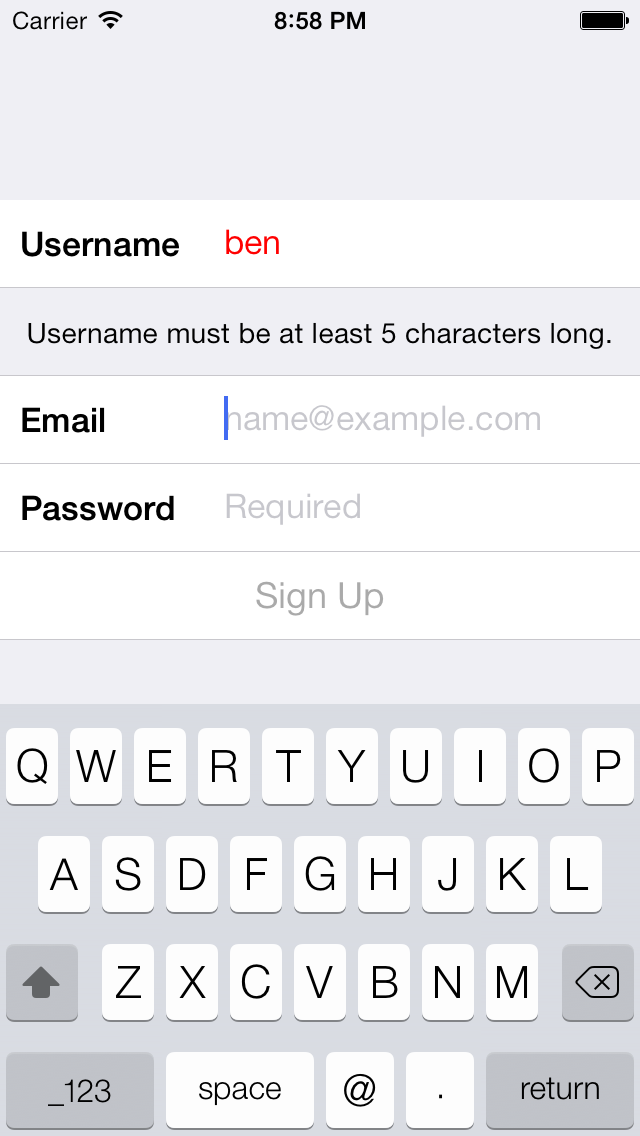 Carrier 8:58 PM
Username ben
Username must be at least 5 characters long.
Email name@example.com
Password Required
Sign Up
Q W E R T Y U I O P
A S D F G H J K L
Z X C V B N M
_123 space @ . return